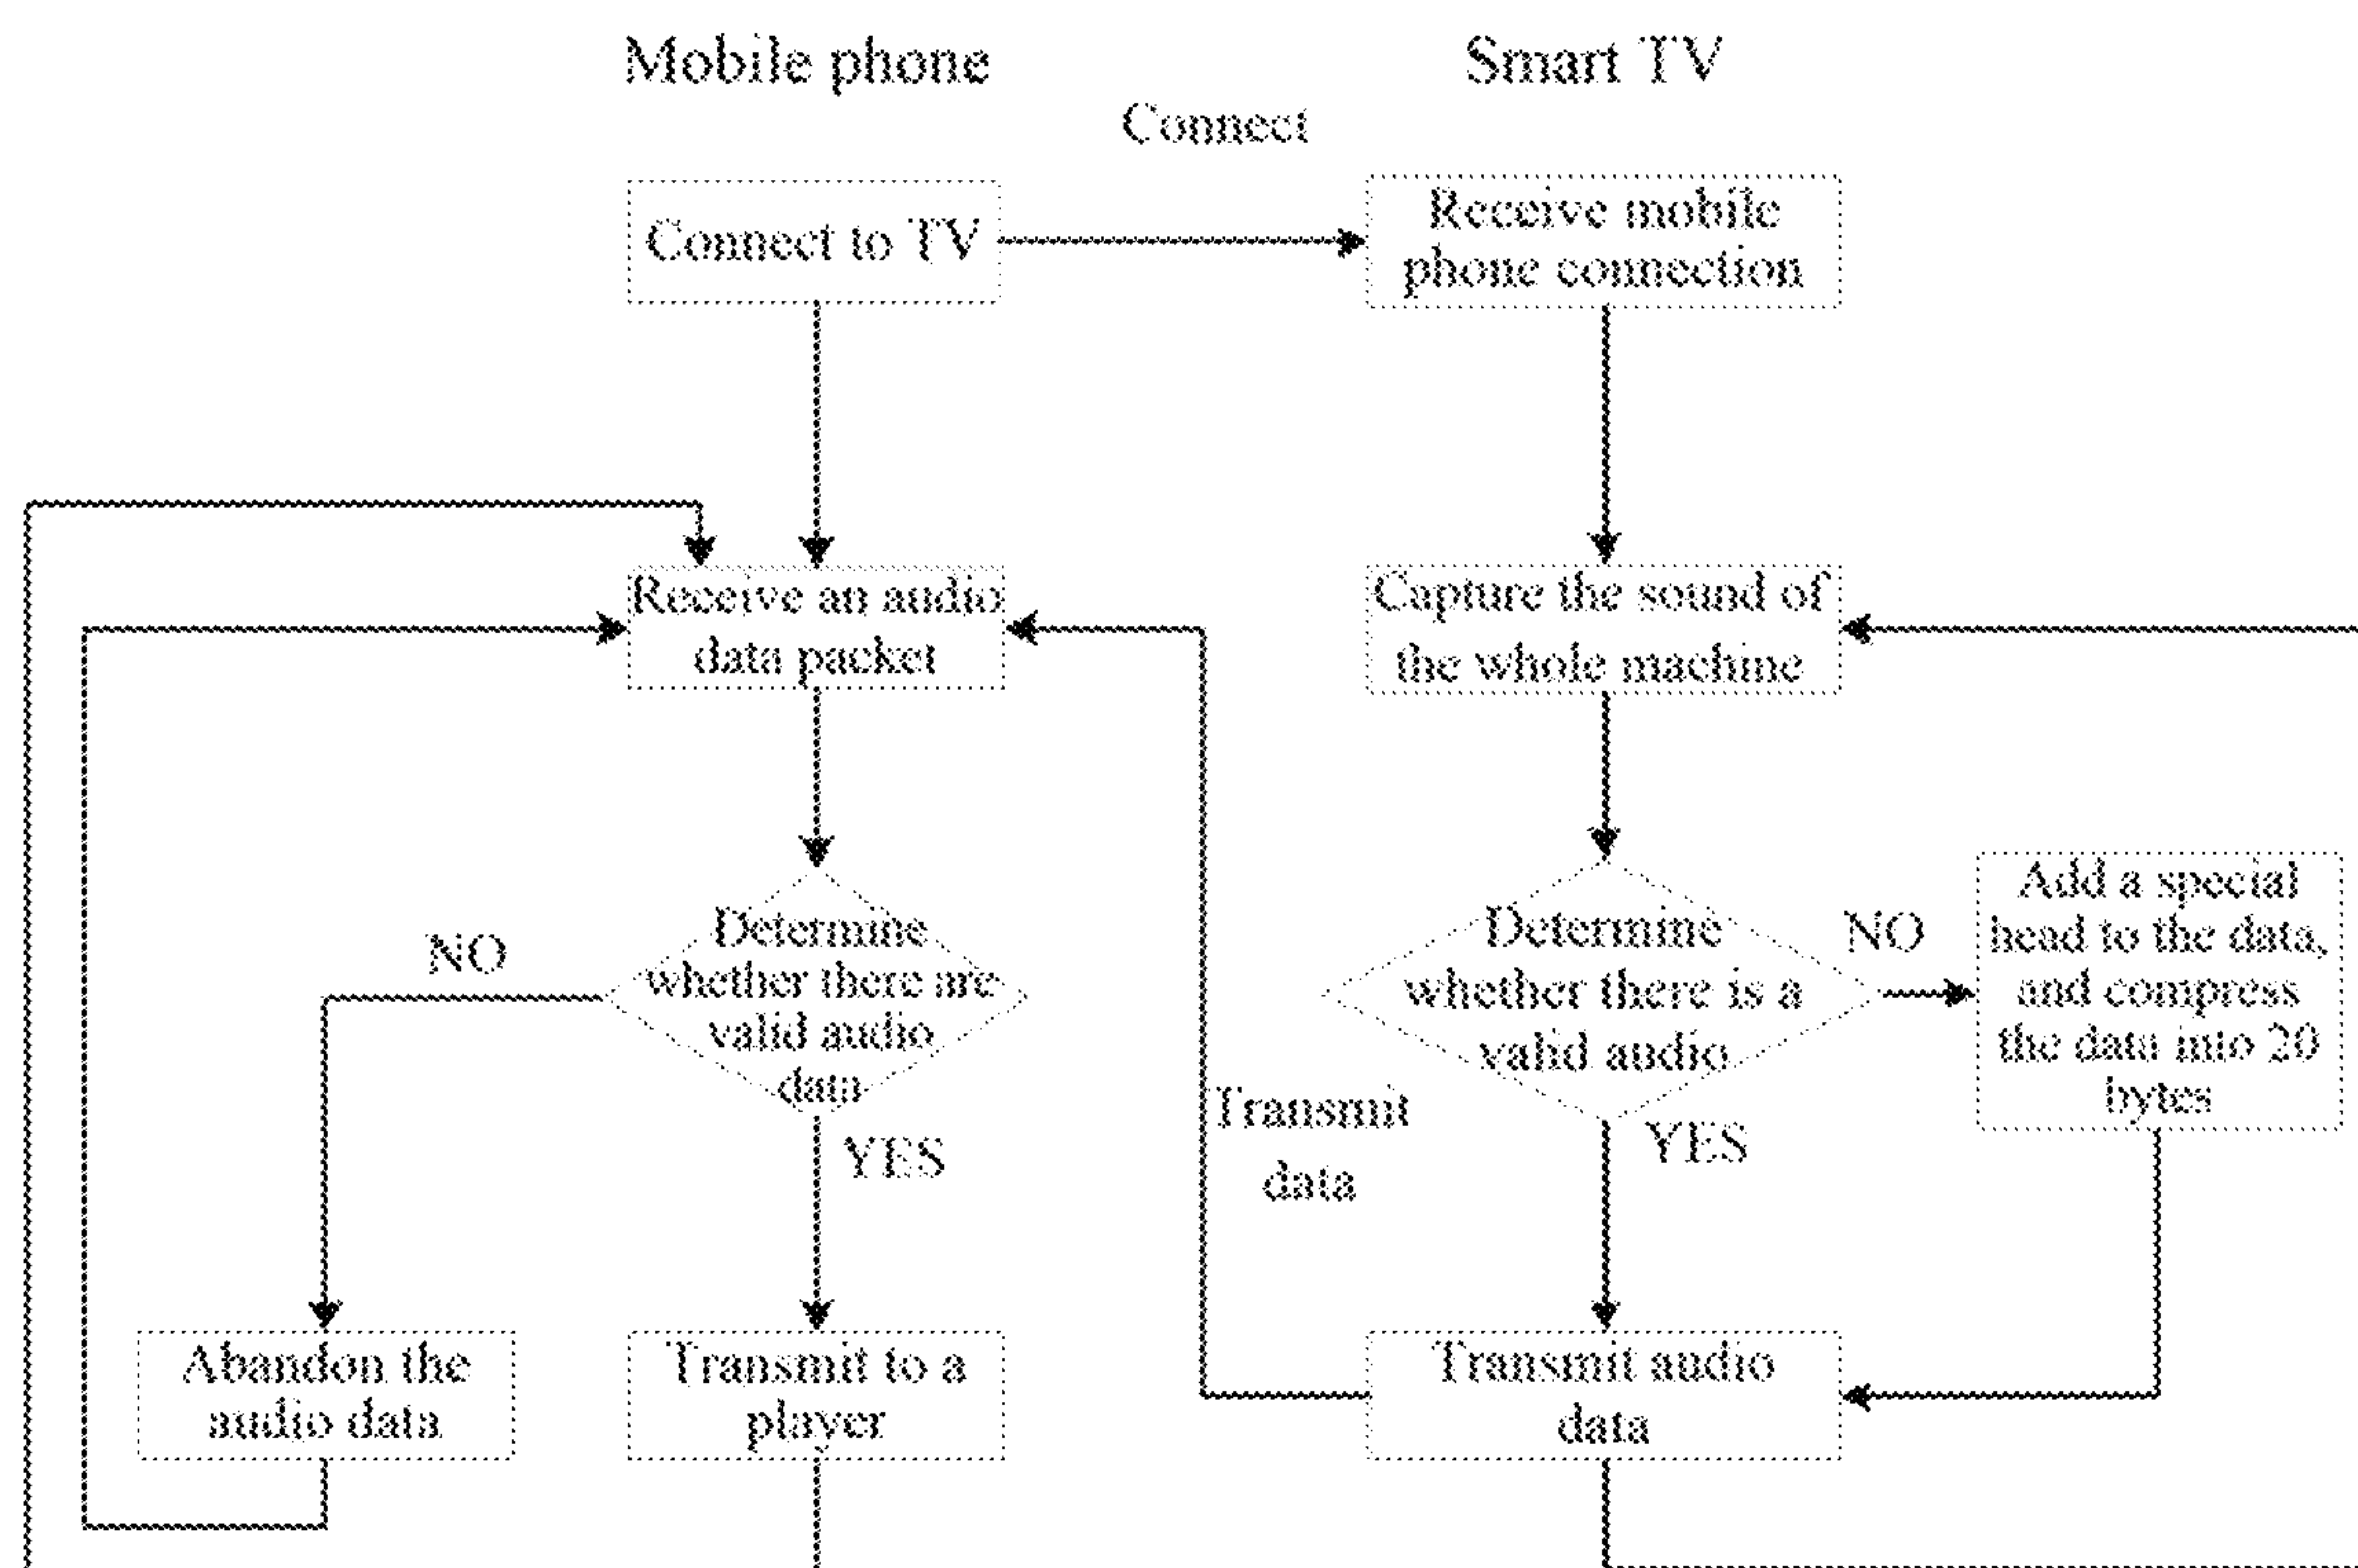 Mobile phone
Smart TV
Connect
Connect to TV
Receive mobile
phone connection
Receive an audio
data packet
Capture the sound of
the whole machine
Determine
whether there are
valid audio
data
NO
YES
Determine
whether there is a
valid audio
NO
YES
Add a special
head to the data,
and compress
the data into 20
bytes
Transmit
data
Abandon the
audio data
Transmit to a
player
Transmit audio
data